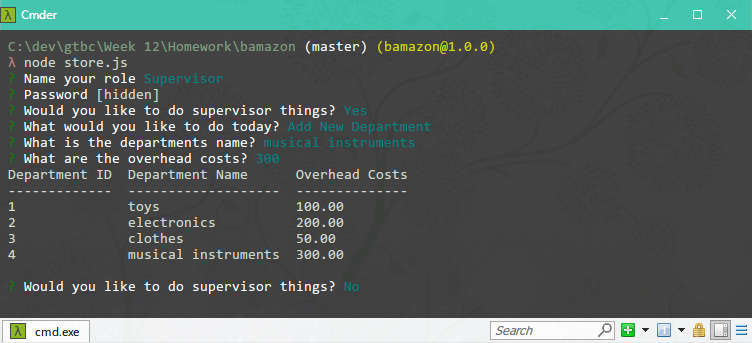 λ Cmder
C:\dev\gtbc\Week 12\Homework\bamazon (master) (bamazon@1.0.0)
λ node store.js
? Name your role Supervisor
? Password [hidden]
? Would you like to do supervisor things? Yes
? What would you like to do today? Add New Department
? What is the departments name? musical instruments
? What are the overhead costs? 300
Department ID  Department Name      Overhead Costs
-------------  -------------------  --------------
1              toys                 100.00
2              electronics          200.00
3              clothes              50.00
4              musical instruments  300.00
? Would you like to do supervisor things? No
λ cmd.exe Search